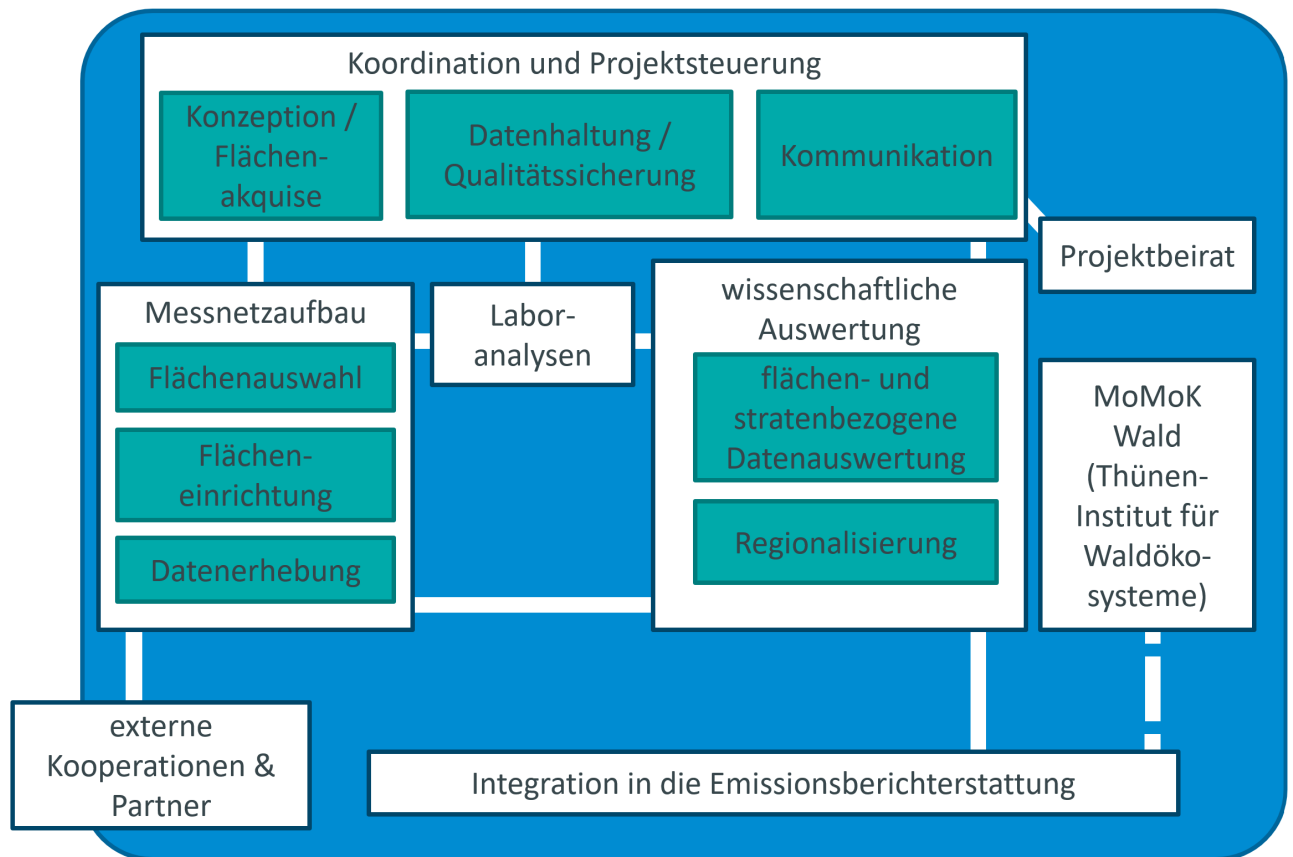 Koordination und Projektsteuerung
Konzeption /
Flächen-
akquise
Datenhaltung /
Qualitätssicherung
Kommunikation
Projektbeirat
Messnetzaufbau
Flächenauswahl
Flächen-
einrichtung
Datenerhebung
Labor-
analysen
wissenschaftliche
Auswertung
flächen- und
stratenbezogene
Datenauswertung
Regionalisierung
MoMoK
Wald
(Thünen-
Institut für
Waldöko-
systeme)
externe
Kooperationen &
Partner
Integration in die Emissionsberichterstattung